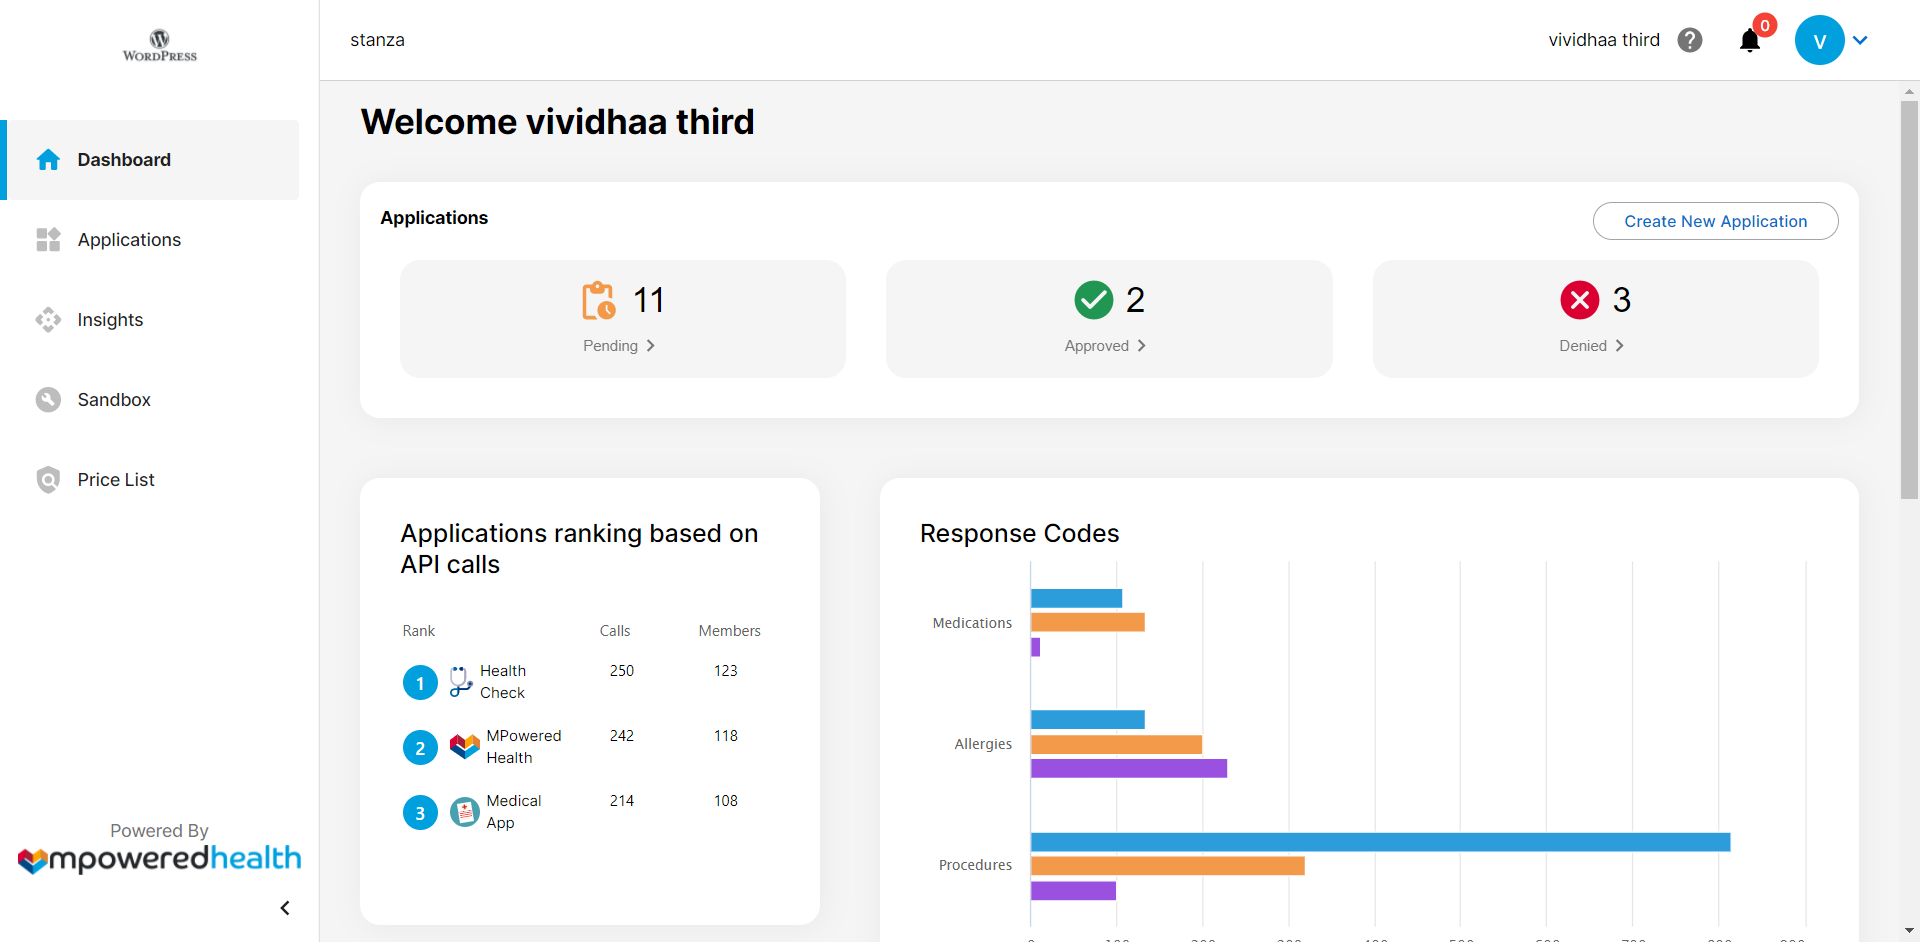 WORDPRESS
stanza
vividhaa third
0
V
Dashboard
Applications
Insights
Sandbox
Price List
Powered By
mpoweredhealth
Welcome vividhaa third
Applications
Create New Application
11
Pending
2
Approved
3
Denied
Applications ranking based on
API calls
Rank Calls Members
1 Health Check 250 123
2 MPowered Health 242 118
3 Medical App 214 108
Response Codes
Medications
Allergies
Procedures